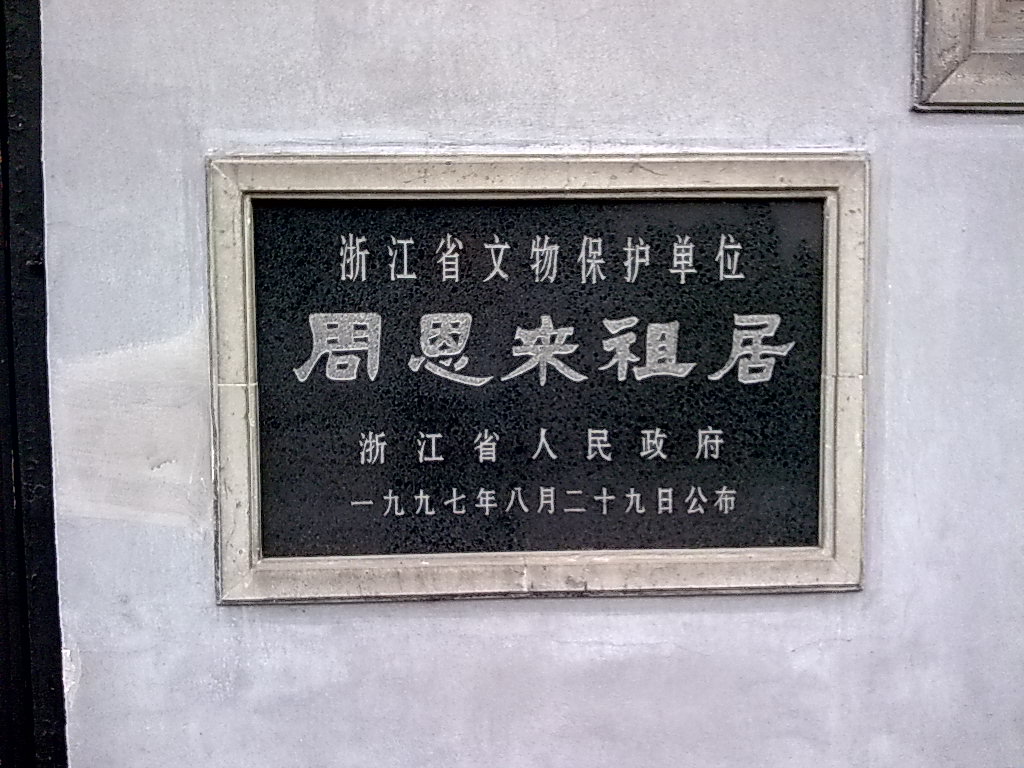 浙江省文物保护单位
周恩来祖居
浙江省人民政府
一九九七年八月二十九日公布